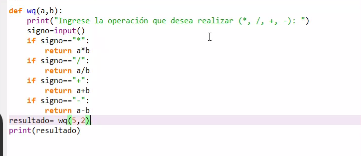 def wq(a,b):
    print("Ingrese la operación que desea realizar (*, /, +, -): ")
    signo=input()
    if signo=="*":
        return a*b
    if signo=="/":
        return a/b
    if signo=="+":
        return a+b
    if signo=="-":
        return a-b
resultado= wq(5,2)
print(resultado)